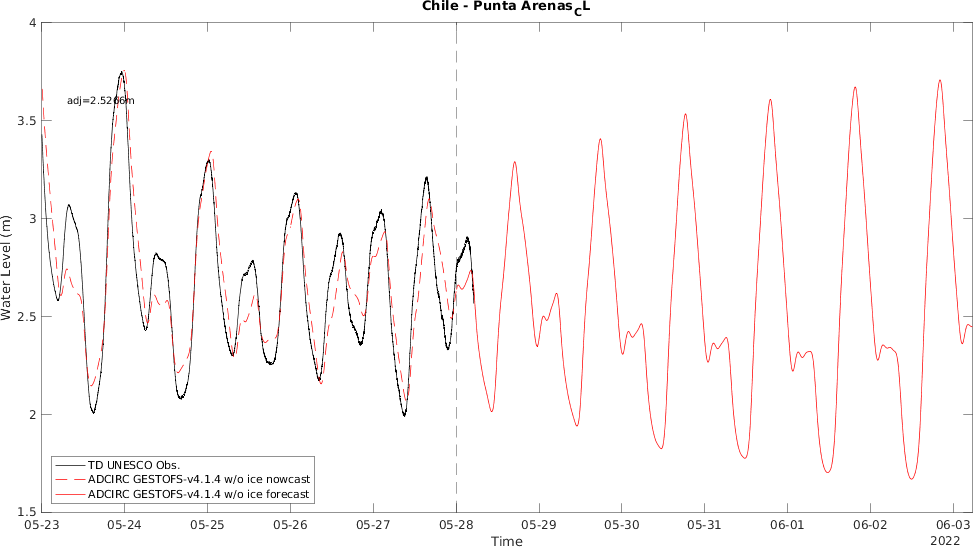 Chile - Punta Arenas_CL
4
3.5
3
2.5
2
1.5
Water Level (m)
adj=2.5266m
TD UNESCO Obs.
ADCIRC GESTOFS-v4.1.4 w/o ice nowcast
ADCIRC GESTOFS-v4.1.4 w/o ice forecast
05-23 05-24 05-25 05-26 05-27 05-28 05-29 05-30 05-31 06-01 06-02 06-03
Time
2022